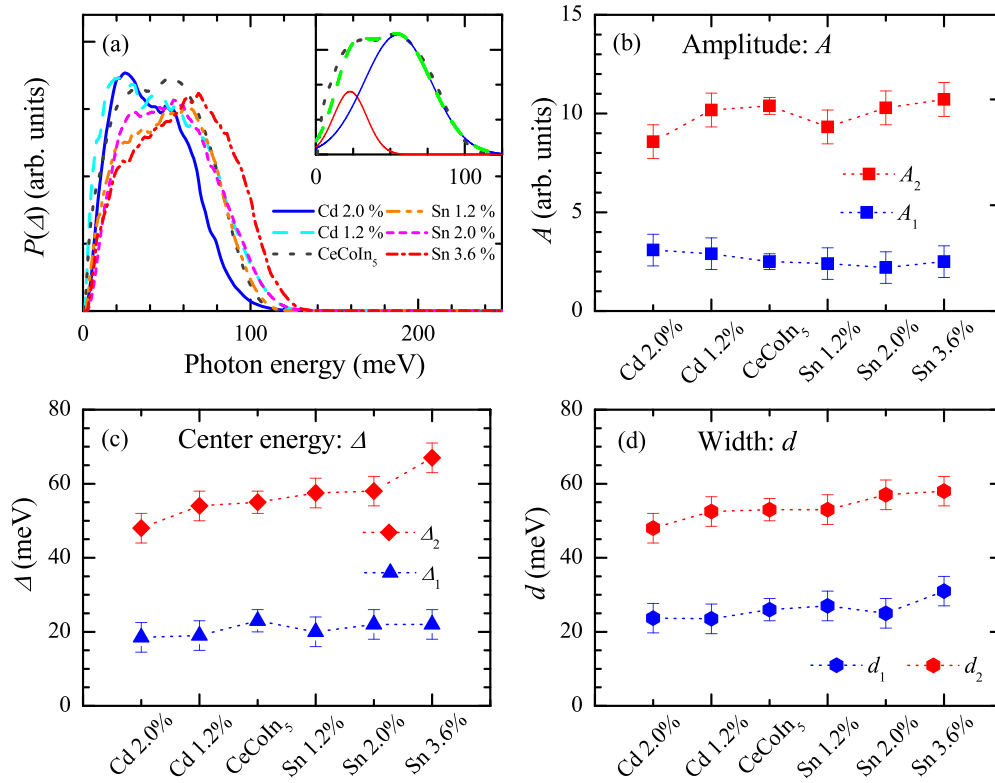 (a)
P(Δ) (arb. units)
0 100
Cd 2.0 % Sn 1.2 %
Cd 1.2 % Sn 2.0 %
CeCoIn5 Sn 3.6 %
0 100 200
Photon energy (meV)
(b) Amplitude: A
A (arb. units)
15
10
5
0
A2
A1
Cd 2.0% Cd 1.2% CeCoIn5 Sn 1.2% Sn 2.0% Sn 3.6%
(c) Center energy: Δ
Δ (meV)
80
60
40
20
0
Δ2
Δ1
Cd 2.0% Cd 1.2% CeCoIn5 Sn 1.2% Sn 2.0% Sn 3.6%
(d) Width: d
d (meV)
80
60
40
20
0
d1 d2
Cd 2.0% Cd 1.2% CeCoIn5 Sn 1.2% Sn 2.0% Sn 3.6%